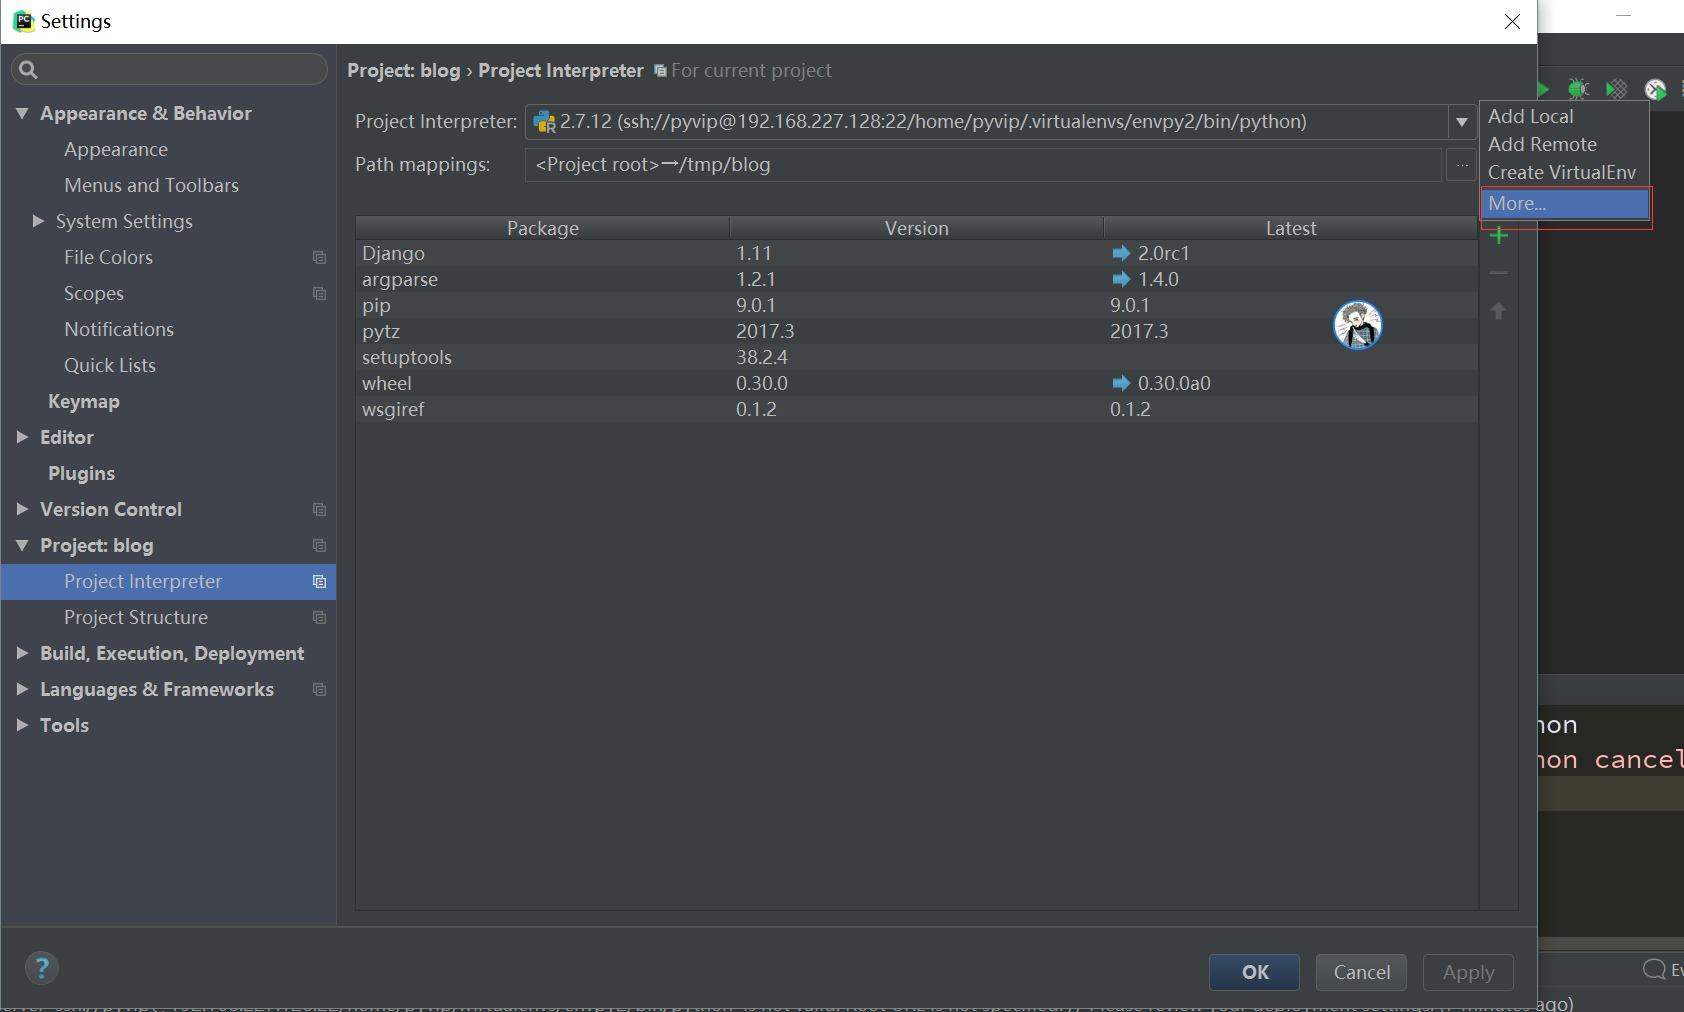 Settings
Project: blog › Project Interpreter For current project
Project Interpreter: 2.7.12 (ssh://pyvip@192.168.227.128:22/home/pyvip/.virtualenvs/envpy2/bin/python)
Path mappings: <Project root>→/tmp/blog ...
Add Local
Add Remote
Create VirtualEnv
More...
Appearance & Behavior
Appearance
Menus and Toolbars
System Settings
File Colors
Scopes
Notifications
Quick Lists
Keymap
Editor
Plugins
Version Control
Project: blog
Project Interpreter
Project Structure
Build, Execution, Deployment
Languages & Frameworks
Tools
Package Version Latest
Django 1.11 2.0rc1
argparse 1.2.1 1.4.0
pip 9.0.1 9.0.1
pytz 2017.3 2017.3
setuptools 38.2.4
wheel 0.30.0 0.30.0a0
wsgiref 0.1.2 0.1.2
non
non cancel
? OK Cancel Apply
ago)